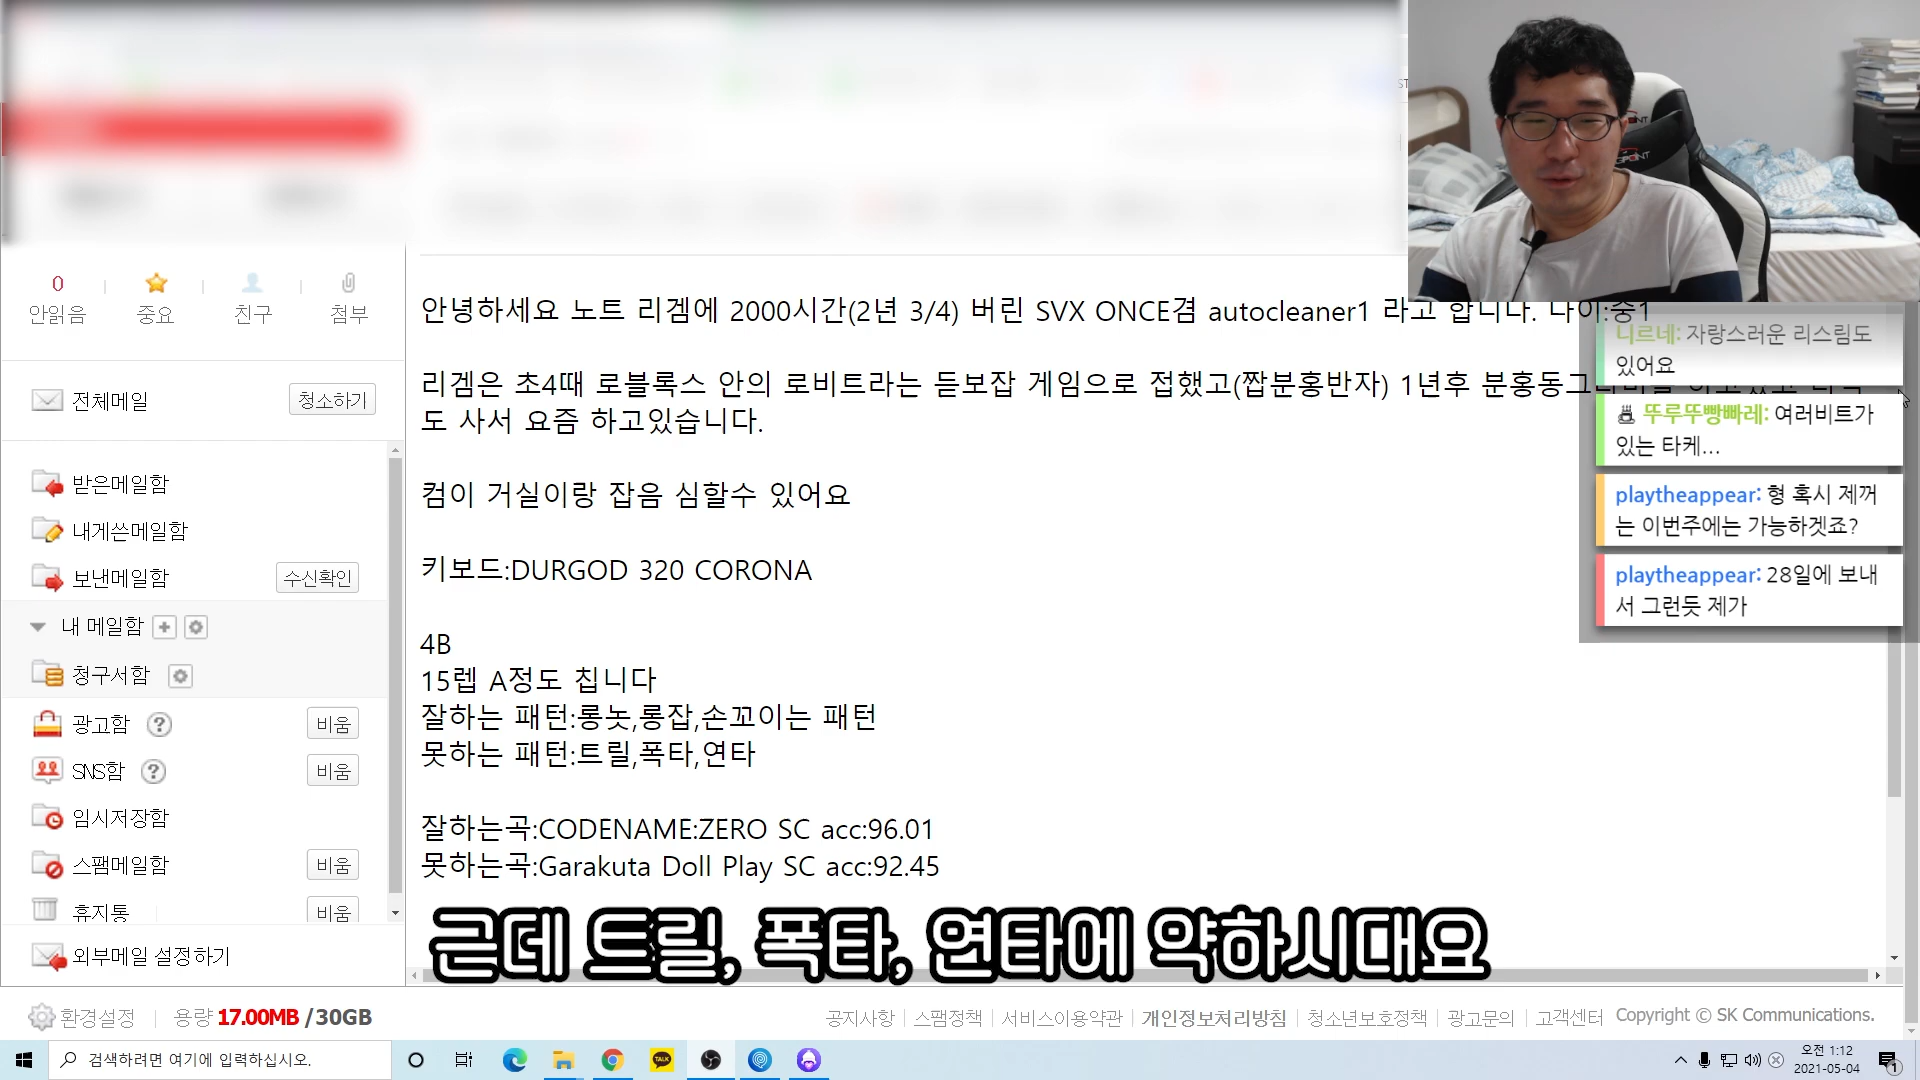 0
안읽음
중요
친구
첨부
전체메일
청소하기
받은메일함
내게쓴메일함
보낸메일함
수신확인
내 메일함
청구서함
광고함
비움
SNS함
비움
임시저장함
스팸메일함
비움
휴지통
비움
외부메일 설정하기
환경설정
용량 17.00MB /30GB
안녕하세요 노트 리겜에 2000시간(2년 3/4) 버린 SVX ONCE겸 autocleaner1 라고 합니다. 나이:중1
리겜은 초4때 로블록스 안의 로비트라는 듣보잡 게임으로 접했고(짭분홍반자) 1년후
도 사서 요즘 하고있습니다.
컴이 거실이랑 잡음 심할수 있어요
키보드:DURGOD 320 CORONA
4B
15렙 A정도 칩니다
잘하는 패턴:롱놋,롱잡,손꼬이는 패턴
못하는 패턴:트릴,폭타,연타
잘하는곡:CODENAME:ZERO SC acc:96.01
못하는곡:Garakuta Doll Play SC acc:92.45
근데 트릴, 폭타, 연타에 약하시대요
니르네: 자랑스러운 리스림도
있어요
뚜루뚜빵빠레: 여러비트가
있는 타케...
playtheappear: 형 혹시 제꺼
는 이번주에는 가능하겟죠?
playtheappear: 28일에 보내
서 그런듯 제가
공지사항 스팸정책 서비스이용약관 개인정보처리방침 청소년보호정책 광고문의 고객센터 Copyright © SK Communications.
검색하려면 여기에 입력하십시오.
TALK
오전 1:12
2021-05-04
1